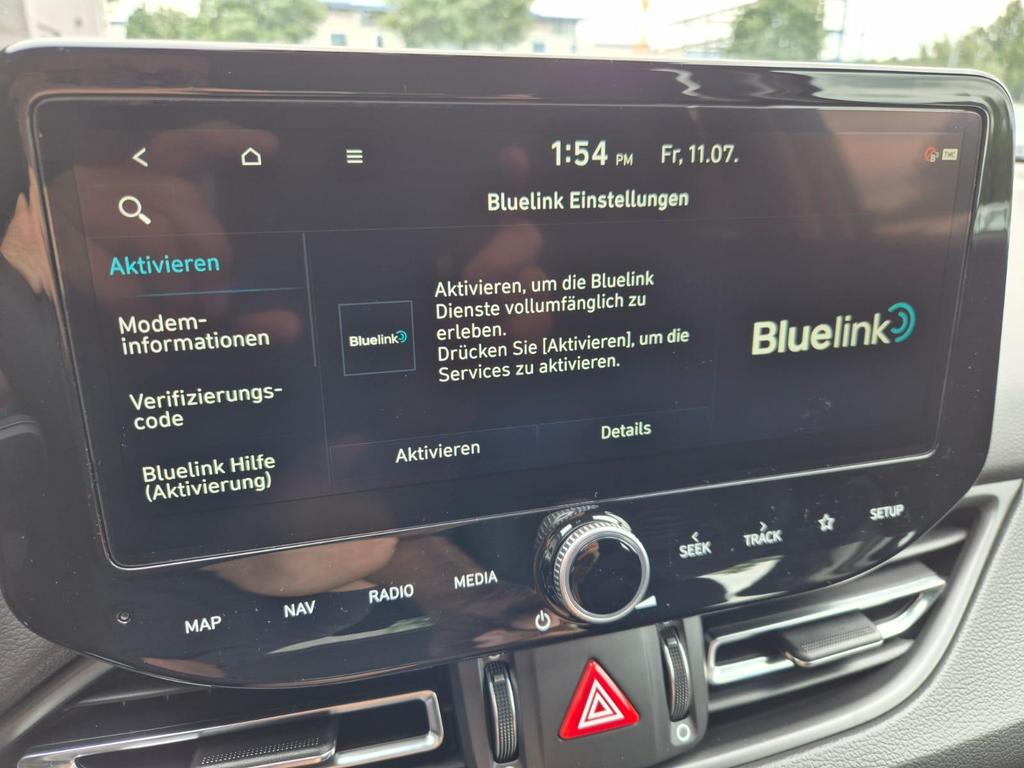 1:54 PM Fr, 11.07.
TMC
Bluelink Einstellungen
Aktivieren
Modem-
informationen
Verifizierungs-
code
Bluelink Hilfe
(Aktivierung)
Bluelink
Aktivieren, um die Bluelink
Dienste vollumfänglich zu
erleben.
Drücken Sie [Aktivieren], um die
Services zu aktivieren.
Bluelink
Aktivieren
Details
MAP
NAV
RADIO
MEDIA
SEEK
TRACK
SETUP